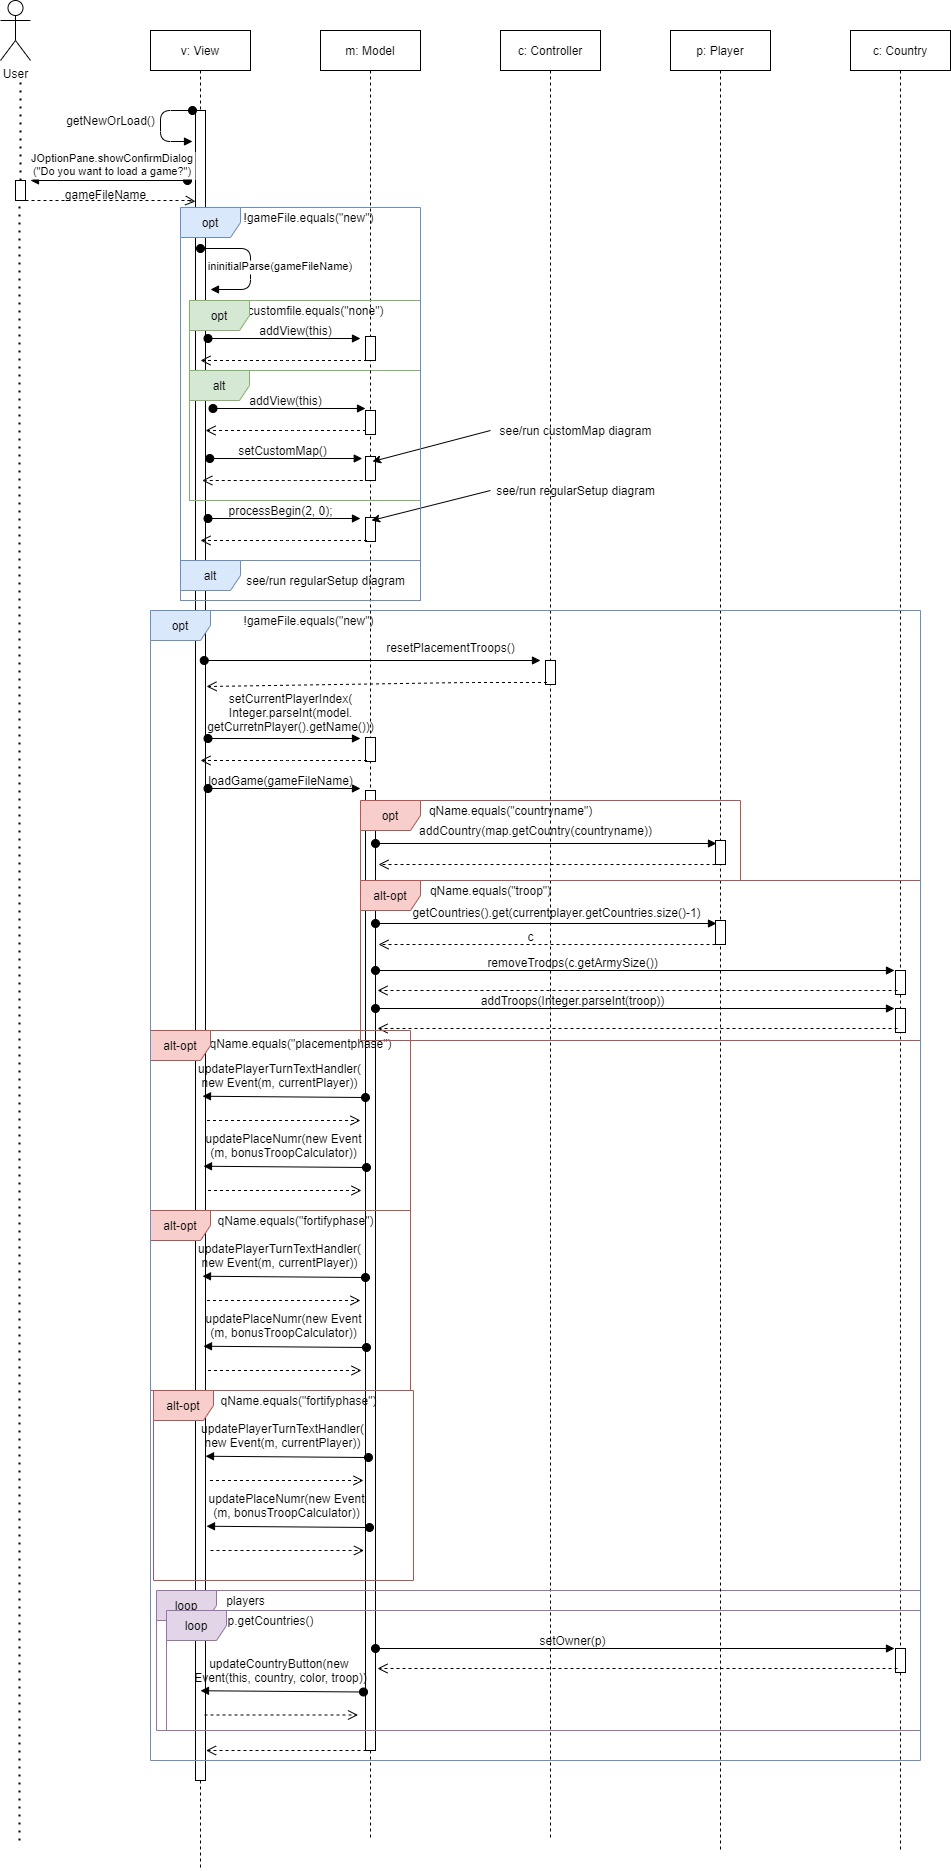 User
v: View
m: Model
c: Controller
p: Player
c: Country
getNewOrLoad()
JOptionPane.showConfirmDialog
("Do you want to load a game?")
gameFileName
opt
!gameFile.equals("new")
ininitialParse(gameFileName)
opt
customfile.equals("none")
addView(this)
alt
addView(this)
setCustomMap()
see/run customMap diagram
see/run regularSetup diagram
processBegin(2, 0);
alt
see/run regularSetup diagram
opt
!gameFile.equals("new")
resetPlacementTroops()
setCurrentPlayerIndex(
Integer.parseInt(model.
getCurretnPlayer().getName()));
loadGame(gameFileName)
opt
qName.equals("countryname")
addCountry(map.getCountry(countryname))
alt-opt
qName.equals("troop")
getCountries().get(currentplayer.getCountries.size()-1)
c
removeTroops(c.getArmySize())
addTroops(Integer.parseInt(troop))
alt-opt
qName.equals("placementphase")
updatePlayerTurnTextHandler(
new Event(m, currentPlayer))
updatePlaceNumr(new Event
(m, bonusTroopCalculator))
alt-opt
qName.equals("fortifyphase")
updatePlayerTurnTextHandler(
new Event(m, currentPlayer))
updatePlaceNumr(new Event
(m, bonusTroopCalculator))
alt-opt
qName.equals("fortifyphase")
updatePlayerTurnTextHandler(
new Event(m, currentPlayer))
updatePlaceNumr(new Event
(m, bonusTroopCalculator))
loop
players
loop
p.getCountries()
setOwner(p)
updateCountryButton(new
Event(this, country, color, troop))